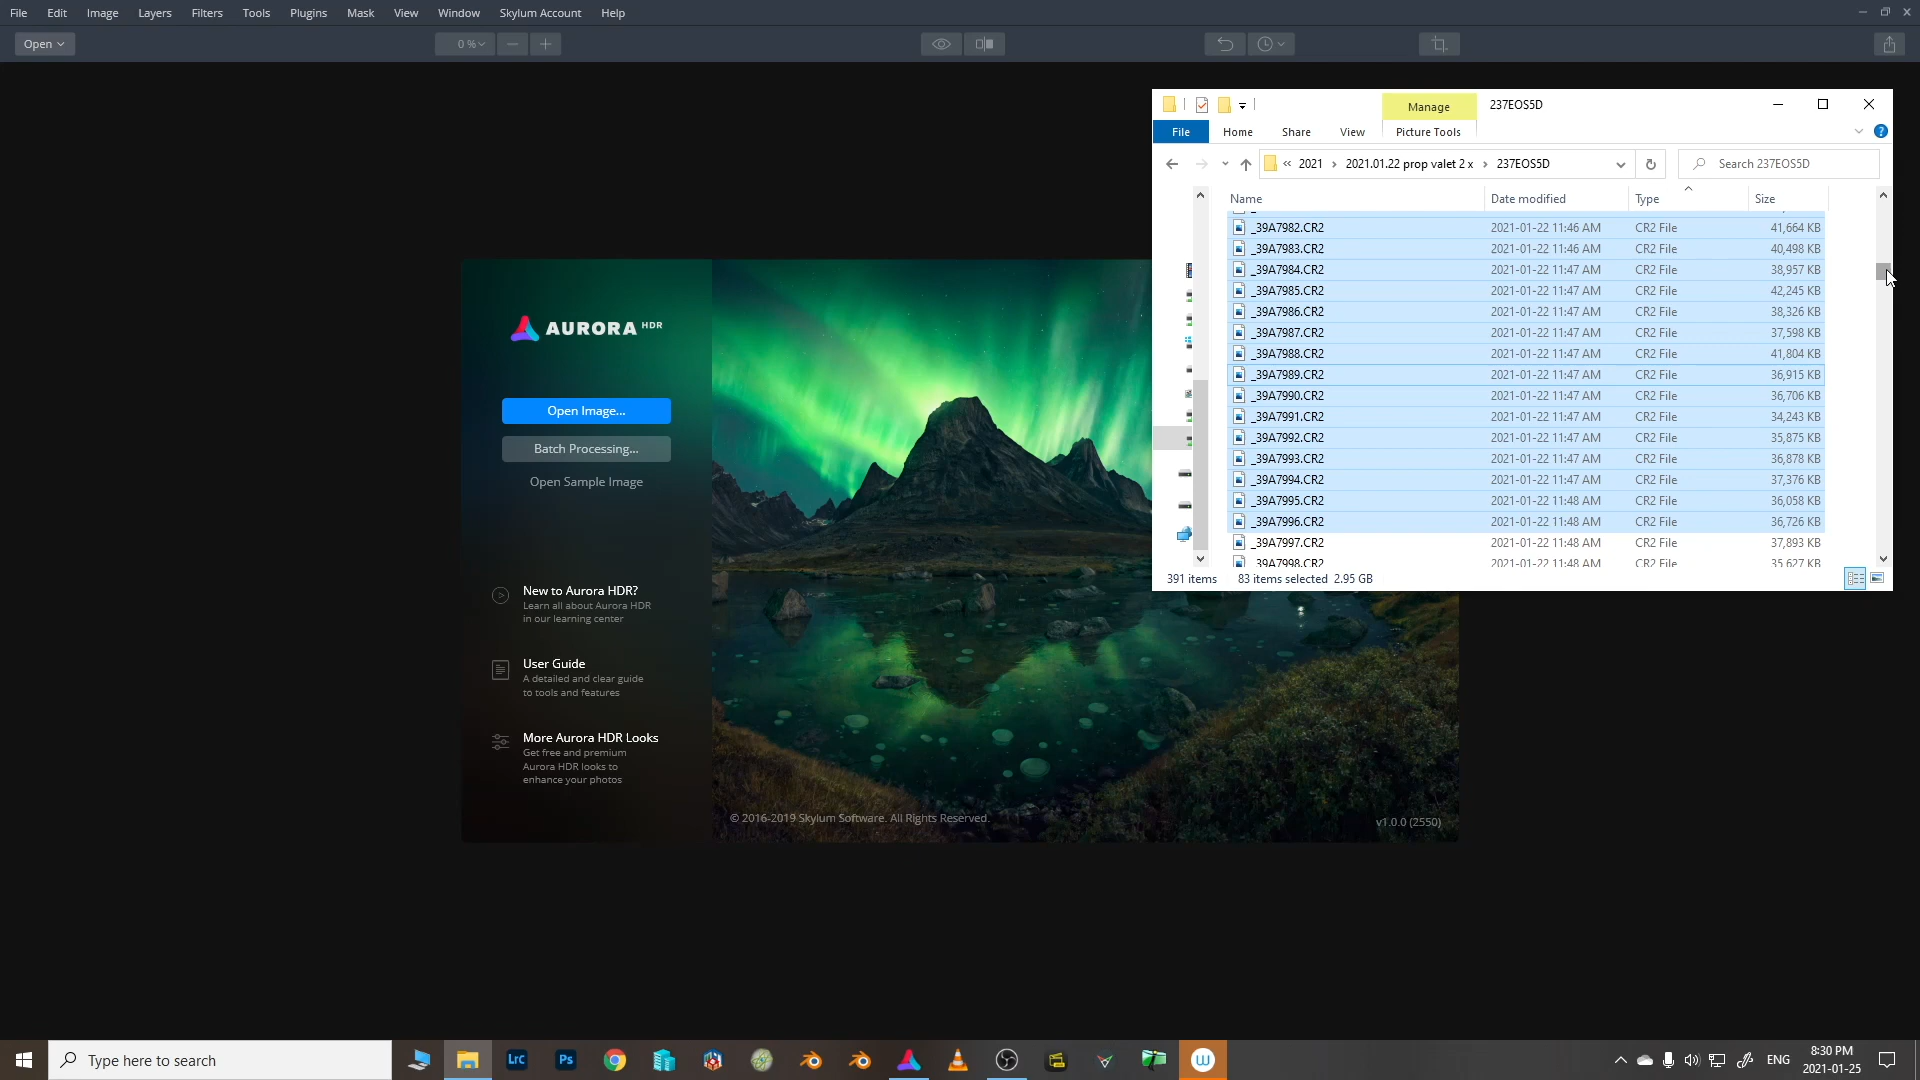 File Edit Image Layers Filters Tools Plugins Mask View Window Skylum Account Help
Open 0 %
Manage 237EOS5D
File Home Share View Picture Tools
« 2021 › 2021.01.22 prop valet 2 x › 237EOS5D Search 237EOS5D
Name Date modified Type Size
_39A7982.CR2 2021-01-22 11:46 AM CR2 File 41,664 KB
_39A7983.CR2 2021-01-22 11:46 AM CR2 File 40,498 KB
_39A7984.CR2 2021-01-22 11:47 AM CR2 File 38,957 KB
_39A7985.CR2 2021-01-22 11:47 AM CR2 File 42,245 KB
_39A7986.CR2 2021-01-22 11:47 AM CR2 File 38,326 KB
_39A7987.CR2 2021-01-22 11:47 AM CR2 File 37,598 KB
_39A7988.CR2 2021-01-22 11:47 AM CR2 File 41,804 KB
_39A7989.CR2 2021-01-22 11:47 AM CR2 File 36,915 KB
_39A7990.CR2 2021-01-22 11:47 AM CR2 File 36,706 KB
_39A7991.CR2 2021-01-22 11:47 AM CR2 File 34,243 KB
_39A7992.CR2 2021-01-22 11:47 AM CR2 File 35,875 KB
_39A7993.CR2 2021-01-22 11:47 AM CR2 File 36,878 KB
_39A7994.CR2 2021-01-22 11:47 AM CR2 File 37,376 KB
_39A7995.CR2 2021-01-22 11:48 AM CR2 File 36,058 KB
_39A7996.CR2 2021-01-22 11:48 AM CR2 File 36,726 KB
_39A7997.CR2 2021-01-22 11:48 AM CR2 File 37,893 KB
_39A7998.CR2 2021-01-22 11:48 AM CR2 File 35,627 KB
391 items 83 items selected 2.95 GB
AURORA HDR
Open Image...
Batch Processing...
Open Sample Image
New to Aurora HDR?
Learn all about Aurora HDR
in our learning center
User Guide
A detailed and clear guide
to tools and features
More Aurora HDR Looks
Get free and premium
Aurora HDR looks to
enhance your photos
© 2016-2019 Skylum Software. All Rights Reserved.
v1.0.0 (2550)
Type here to search
LrC Ps W
ENG
8:30 PM
2021-01-25